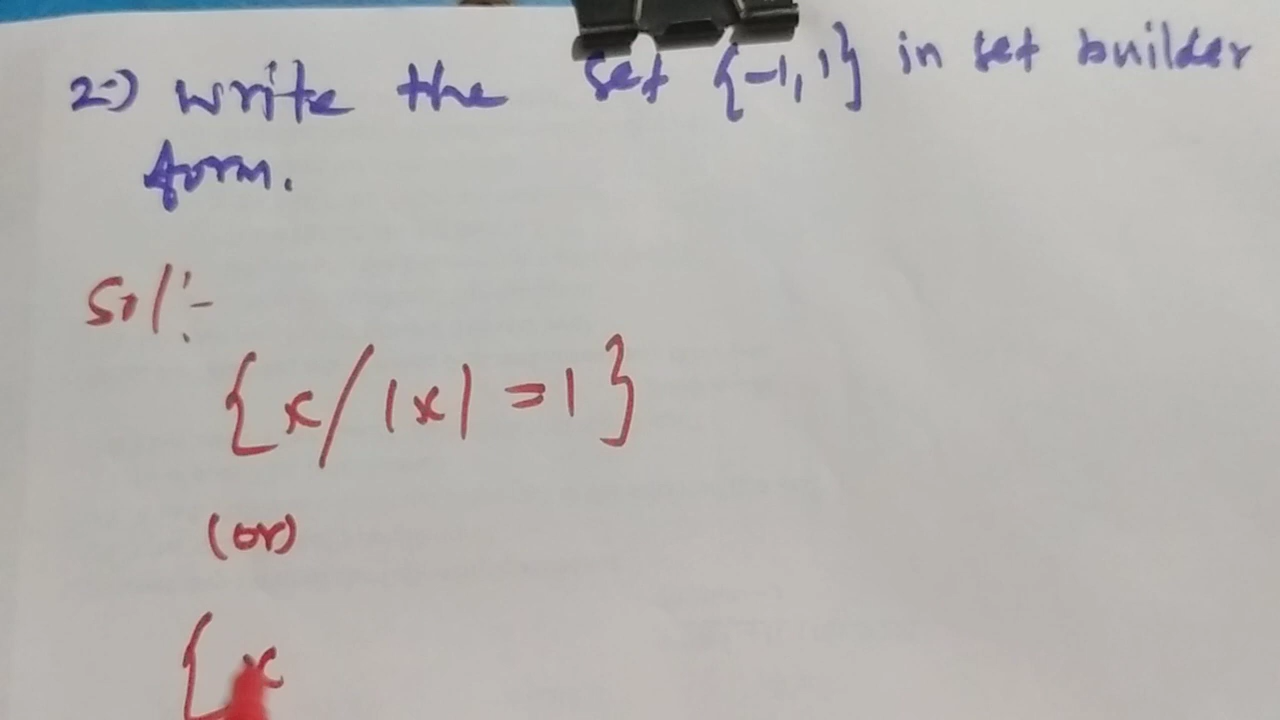 2:) write the set {-1, 1} in set builder
form.
Sol:-
{x/|x| = 1}
(or)
{x